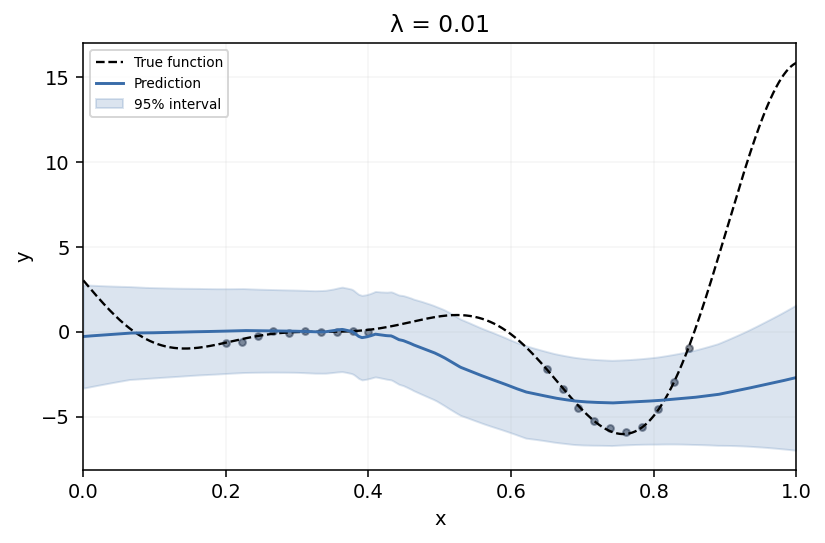 λ = 0.01
True function
Prediction
95% interval
15
10
5
0
−5
y
0.0 0.2 0.4 0.6 0.8 1.0
x